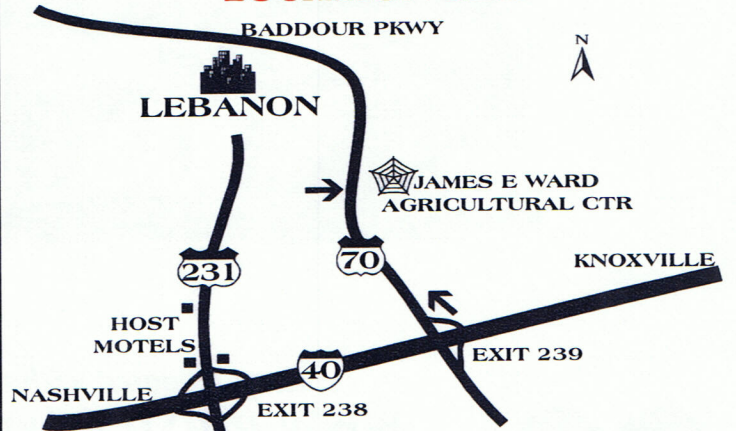 BADDOUR PKWY
N
LEBANON
JAMES E WARD
AGRICULTURAL CTR
231
70
KNOXVILLE
HOST
MOTELS
40
EXIT 239
NASHVILLE
EXIT 238